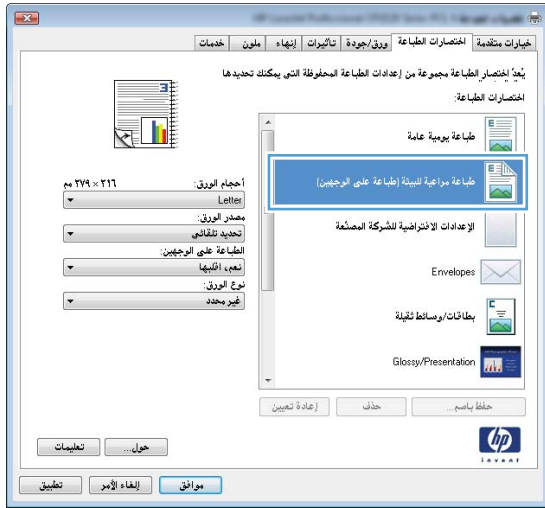 خيارات متقدمة
اختصارات الطباعة
ورق/جودة
تأثيرات
إنهاء
ملون
خدمات
يُعدّ إختصار الطباعة مجموعة من إعدادات الطباعة المحفوظة التي يمكنك تحديدها
اختصارات الطباعة:
طباعة يومية عامة
طباعة مراعية للبيئة (طباعة على الوجهين)
الإعدادات الافتراضية للشركة المصنّعة
Envelopes
بطاقات/وسائط ثقيلة
Glossy/Presentation
أحجام الورق: ٢١٦ × ٢٧٩ مم
Letter
مصدر الورق:
تحديد تلقائي
الطباعة على الوجهين:
نعم، اقلبها
نوع الورق:
غير محدد
حفظ باسم...
حذف
إعادة تعيين
hp
invent
حول...
تعليمات
موافق
إلغاء الأمر
تطبيق